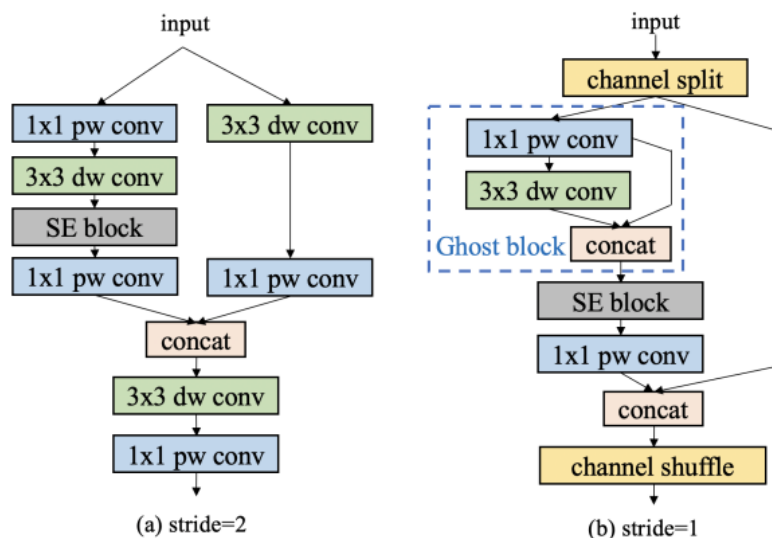 input
1x1 pw conv
3x3 dw conv
3x3 dw conv
SE block
1x1 pw conv
1x1 pw conv
concat
3x3 dw conv
1x1 pw conv
(a) stride=2
input
channel split
1x1 pw conv
3x3 dw conv
Ghost block
concat
SE block
1x1 pw conv
concat
channel shuffle
(b) stride=1